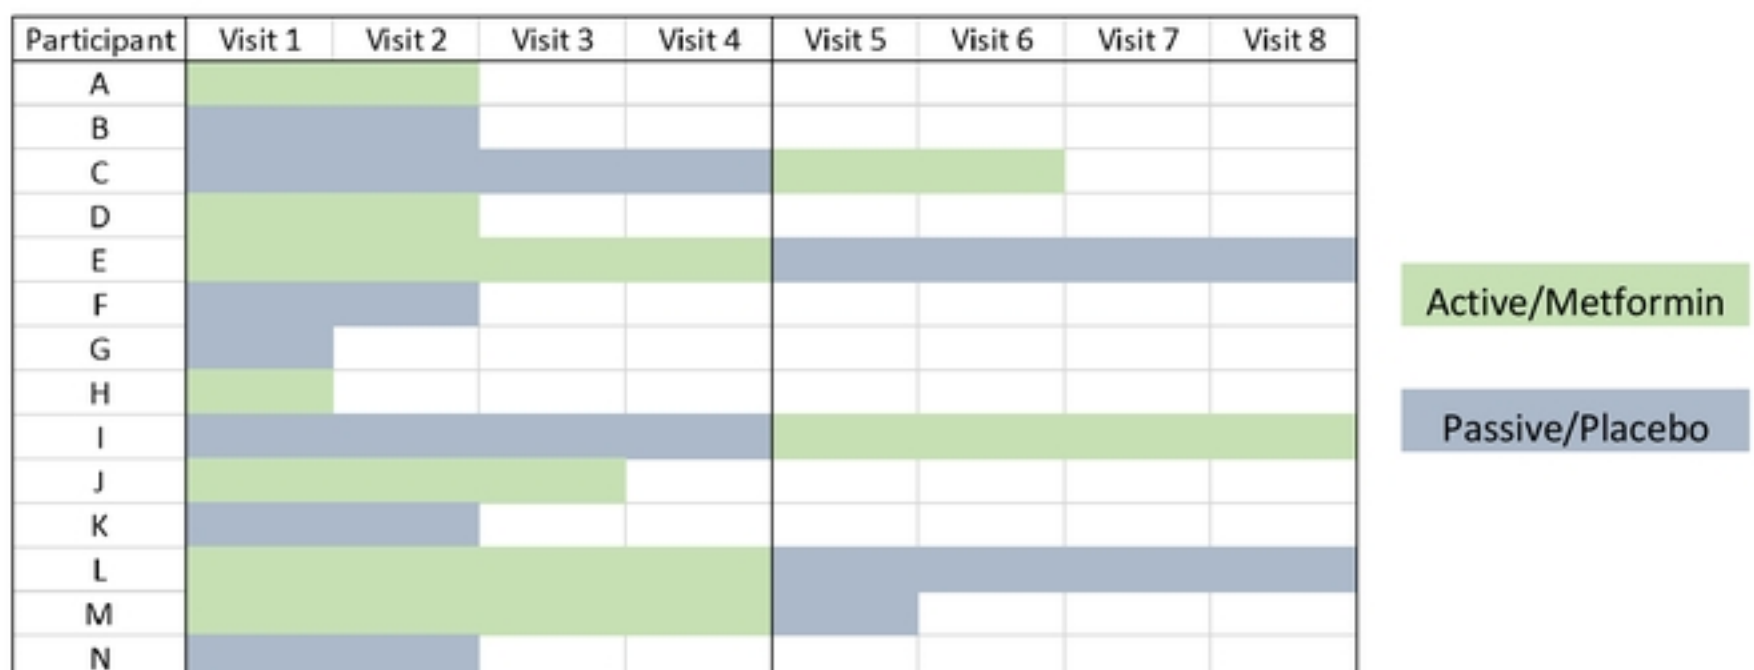 Participant Visit 1 Visit 2 Visit 3 Visit 4 Visit 5 Visit 6 Visit 7 Visit 8
A
B
C
D
E
F
G
H
I
J
K
L
M
N
Active/Metformin
Passive/Placebo